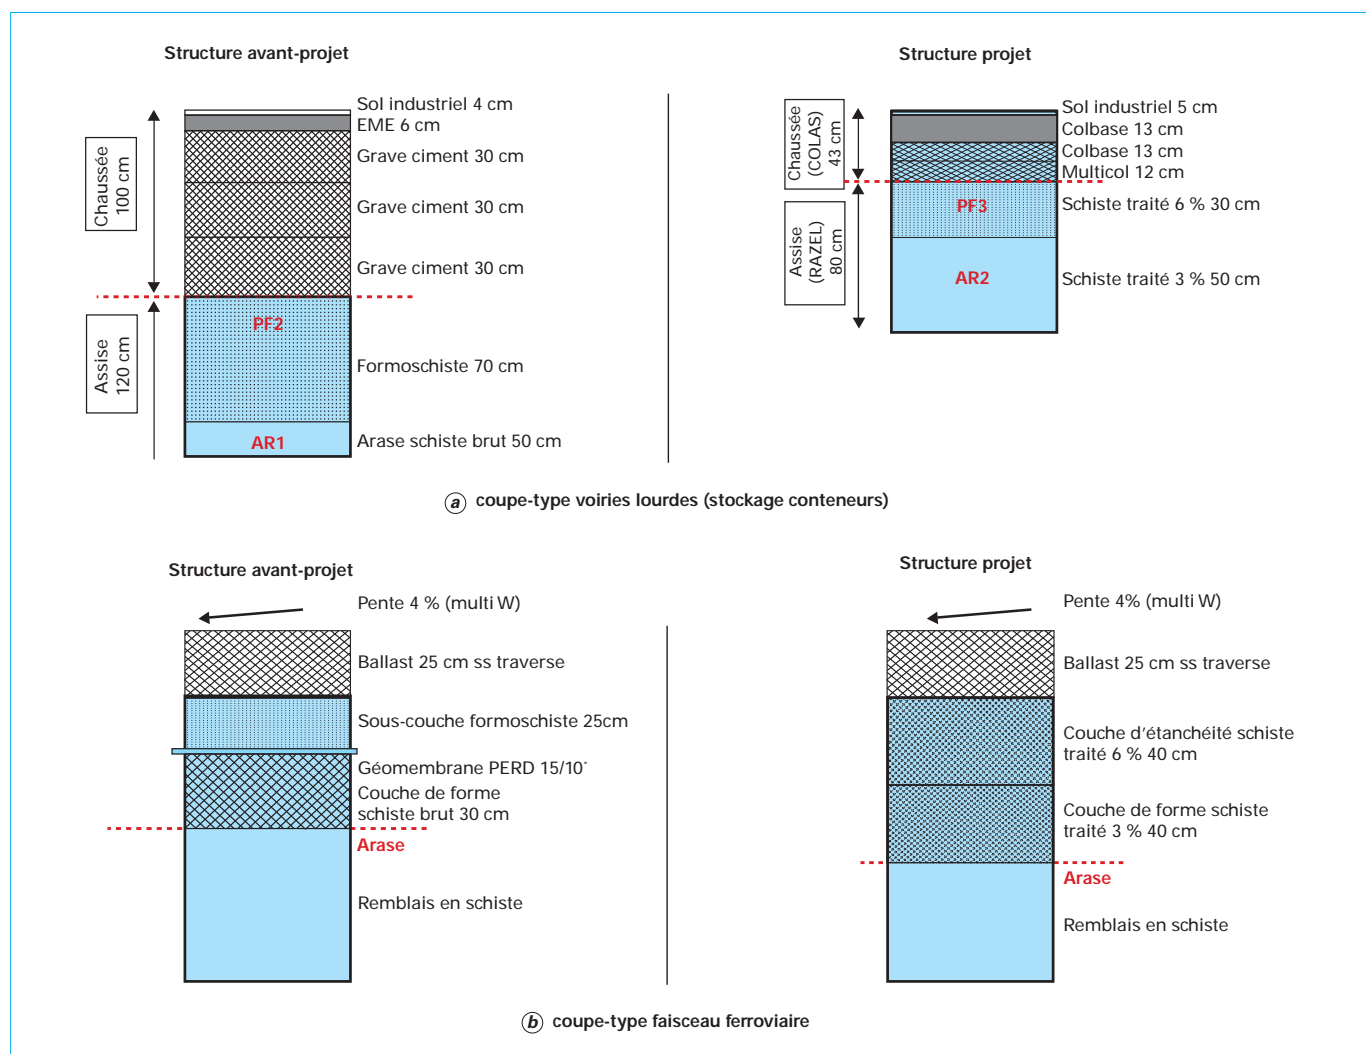 Structure avant-projet
Structure projet
Chaussée
100 cm
Assise
120 cm
Sol industriel 4 cm
EME 6 cm
Grave ciment 30 cm
Grave ciment 30 cm
Grave ciment 30 cm
PF2
Formoschiste 70 cm
AR1
Arase schiste brut 50 cm
Chaussée
(COLAS)
43 cm
Assise
(RAZEL)
80 cm
Sol industriel 5 cm
Colbase 13 cm
Colbase 13 cm
Multicol 12 cm
PF3
Schiste traité 6 % 30 cm
AR2
Schiste traité 3 % 50 cm
a coupe-type voiries lourdes (stockage conteneurs)
Structure avant-projet
Pente 4 % (multi W)
Ballast 25 cm ss traverse
Sous-couche formoschiste 25cm
Géomembrane PERD 15/10°
Couche de forme
schiste brut 30 cm
Arase
Remblais en schiste
Structure projet
Pente 4% (multi W)
Ballast 25 cm ss traverse
Couche d'étanchéité schiste
traité 6 % 40 cm
Couche de forme schiste
traité 3 % 40 cm
Arase
Remblais en schiste
b coupe-type faisceau ferroviaire